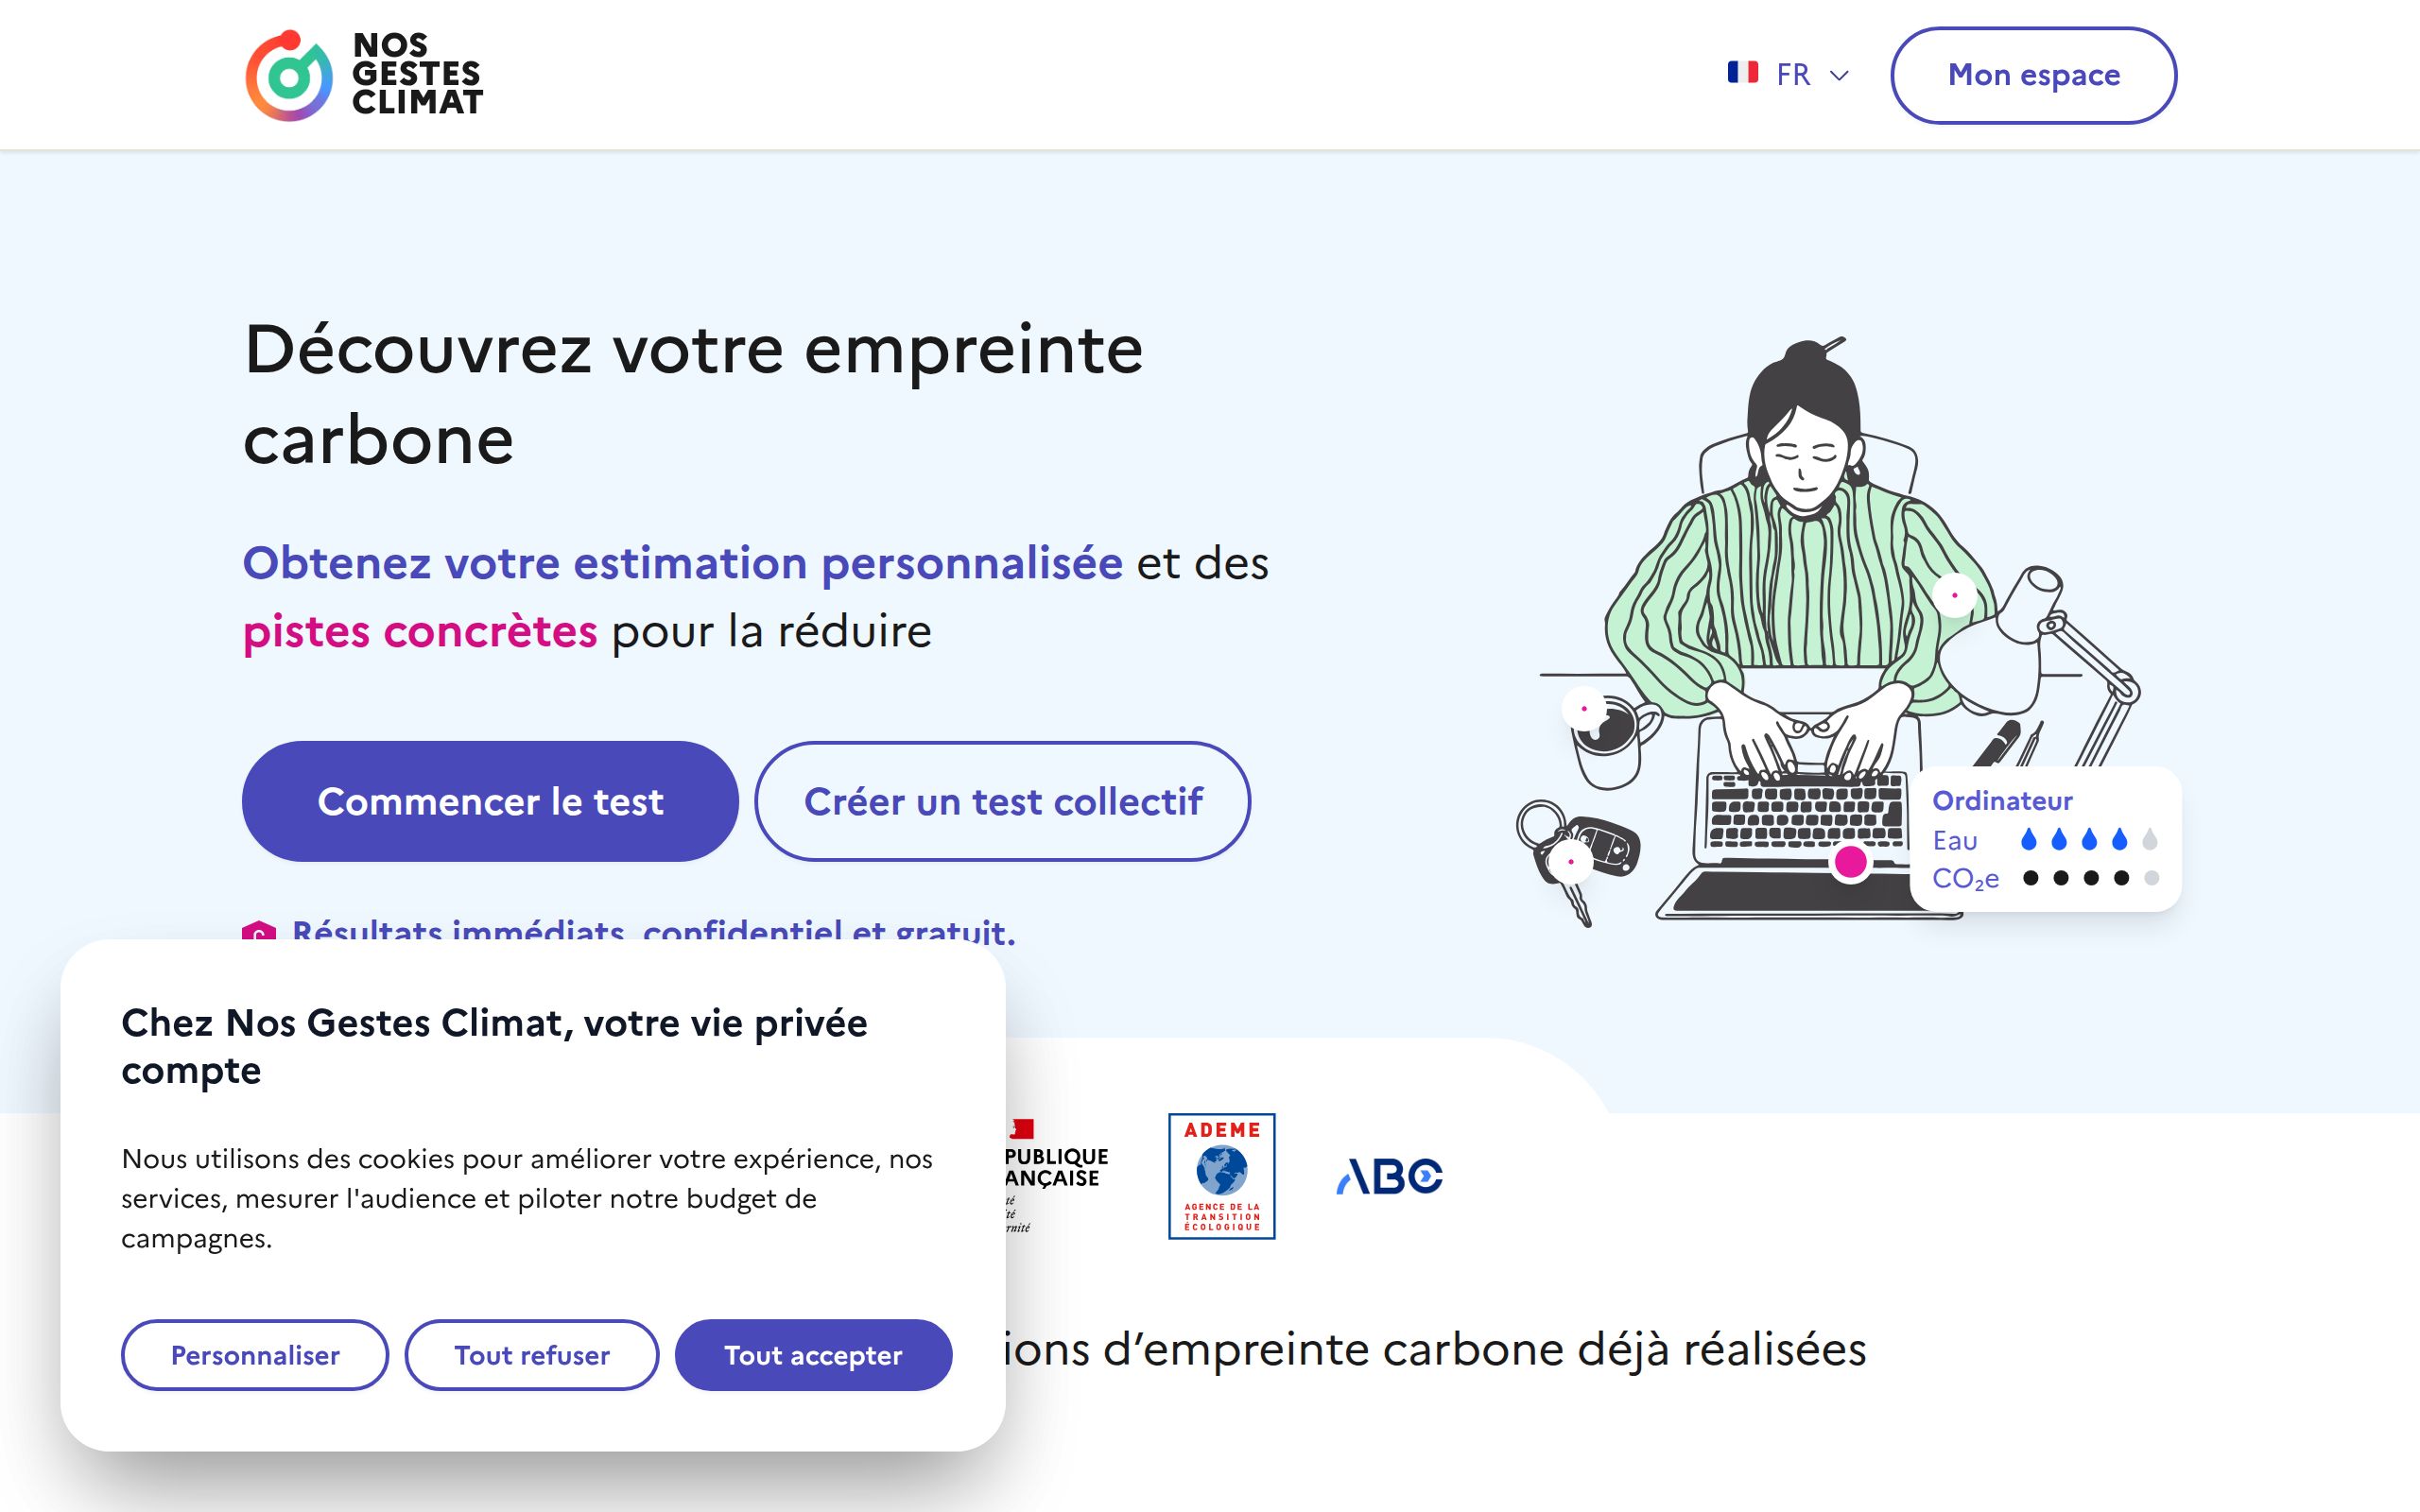 NOS
GESTES
CLIMAT
FR
Mon espace
Découvrez votre empreinte
carbone
Obtenez votre estimation personnalisée et des
pistes concrètes pour la réduire
Commencer le test
Créer un test collectif
Résultats immédiats, confidentiel et gratuit.
Ordinateur
Eau
CO₂e
Chez Nos Gestes Climat, votre vie privée
compte
Nous utilisons des cookies pour améliorer votre expérience, nos
services, mesurer l'audience et piloter notre budget de
campagnes.
Personnaliser
Tout refuser
Tout accepter
PUBLIQUE
ANÇAISE
té
ité
rnité
ADEME
AGENCE DE LA
TRANSITION
ÉCOLOGIQUE
ABC
ions d’empreinte carbone déjà réalisées